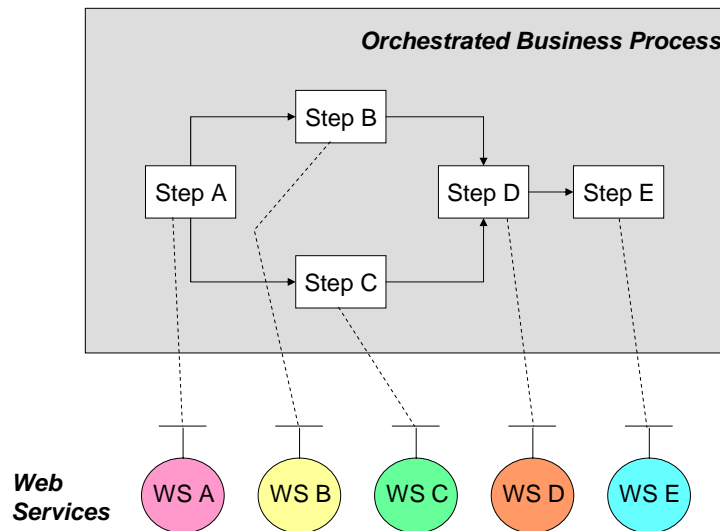 Orchestrated Business Process
Step B
Step A
Step D
Step E
Step C
Web
Services
WS A
WS B
WS C
WS D
WS E